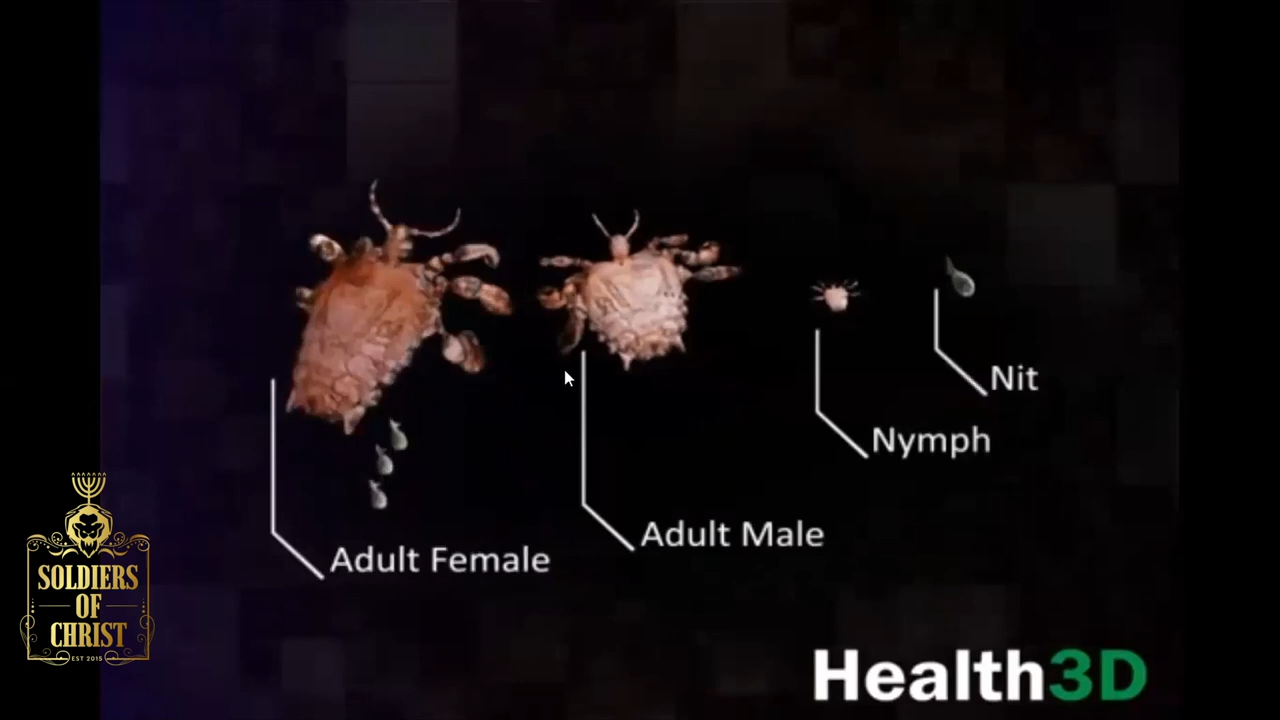 Nit
Nymph
Adult Male
Adult Female
SOLDIERS
OF
CHRIST
EST 2015
Health3D